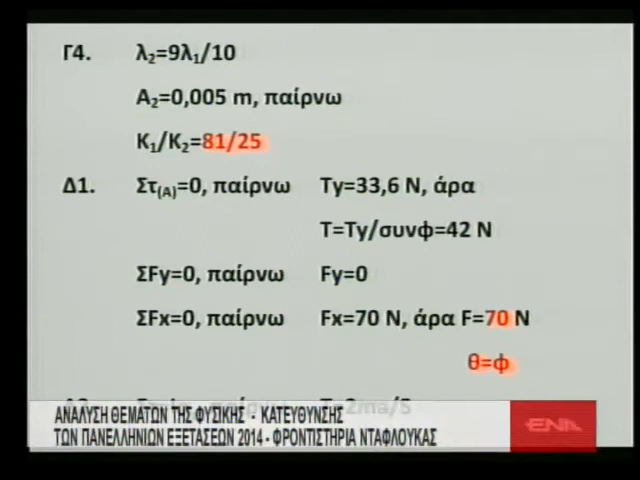 Γ4. λ₂=9λ₁/10
A₂=0,005 m, παίρνω
K₁/K₂=81/25
Δ1. Στ(A)=0, παίρνω Ty=33,6 N, άρα
T=Ty/συνφ=42 N
ΣFy=0, παίρνω Fy=0
ΣFx=0, παίρνω Fx=70 N, άρα F=70 N
θ=φ
ΑΝΑΛΥΣΗ ΘΕΜΑΤΩΝ ΤΗΣ ΦΥΣΙΚΗΣ - ΚΑΤΕΥΘΥΝΣΗΣ
ΤΩΝ ΠΑΝΕΛΛΗΝΙΩΝ ΕΞΕΤΑΣΕΩΝ 2014 - ΦΡΟΝΤΙΣΤΗΡΙΑ ΝΤΑΦΛΟΥΚΑΣ
ENA